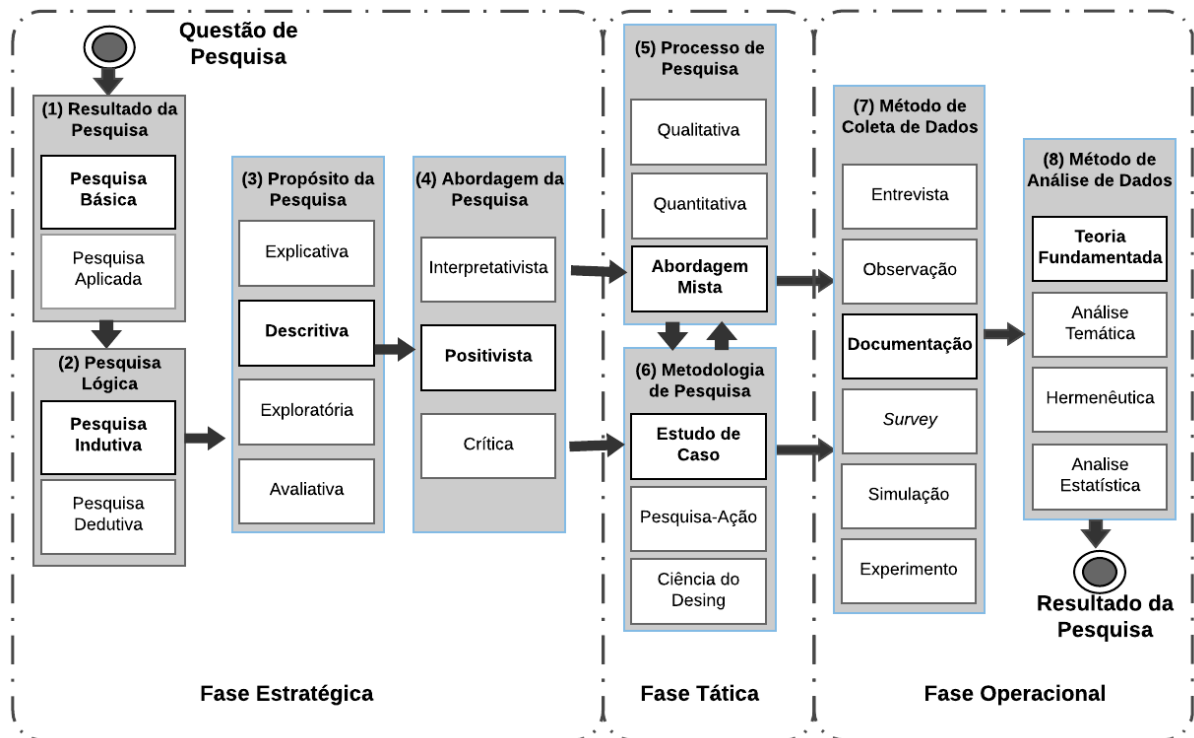 Questão de
Pesquisa
(1) Resultado da
Pesquisa
Pesquisa
Básica
Pesquisa
Aplicada
(2) Pesquisa
Lógica
Pesquisa
Indutiva
Pesquisa
Dedutiva
(3) Propósito da
Pesquisa
Explicativa
Descritiva
Exploratória
Avaliativa
(4) Abordagem da
Pesquisa
Interpretativista
Positivista
Crítica
Fase Estratégica
(5) Processo de
Pesquisa
Qualitativa
Quantitativa
Abordagem
Mista
(6) Metodologia
de Pesquisa
Estudo de
Caso
Pesquisa-Ação
Ciência do
Desing
Fase Tática
(7) Método de
Coleta de Dados
Entrevista
Observação
Documentação
Survey
Simulação
Experimento
(8) Método de
Análise de Dados
Teoria
Fundamentada
Análise
Temática
Hermenêutica
Analise
Estatística
Resultado da
Pesquisa
Fase Operacional